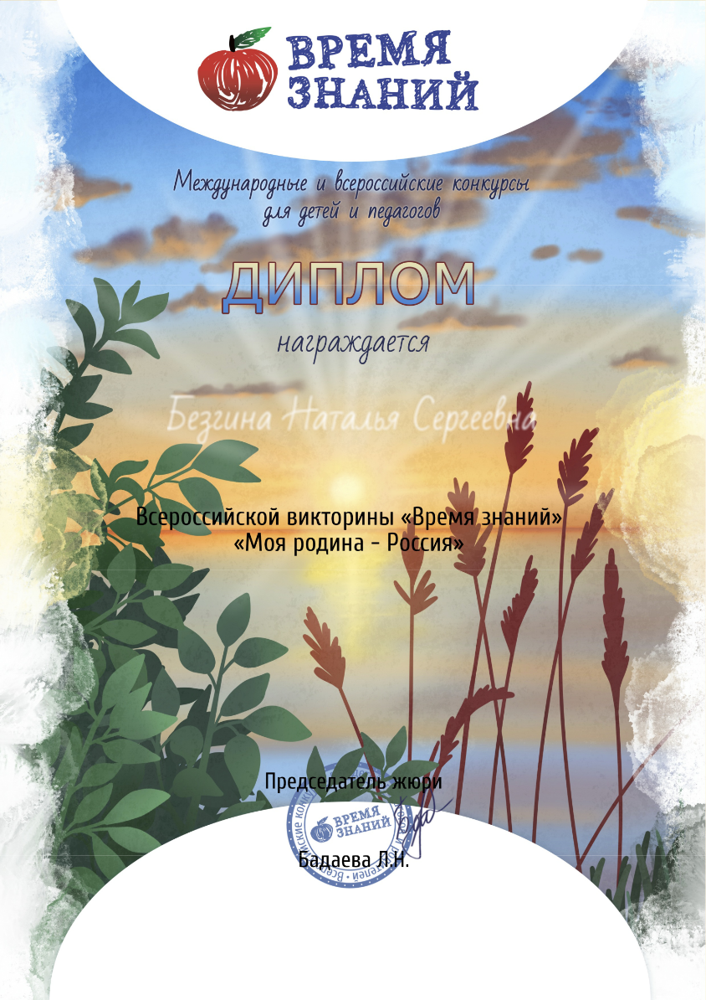 ВРЕМЯ
ЗНАНИЙ
Международные и всероссийские конкурсы
для детей и педагогов
ДИПЛОМ
награждается
Безгина Наталья Сергеевна
Всероссийской викторины «Время знаний»
«Моя родина - Россия»
Председатель жюри
ВРЕМЯ
ЗНАНИЙ
Бадаева Л.Н.